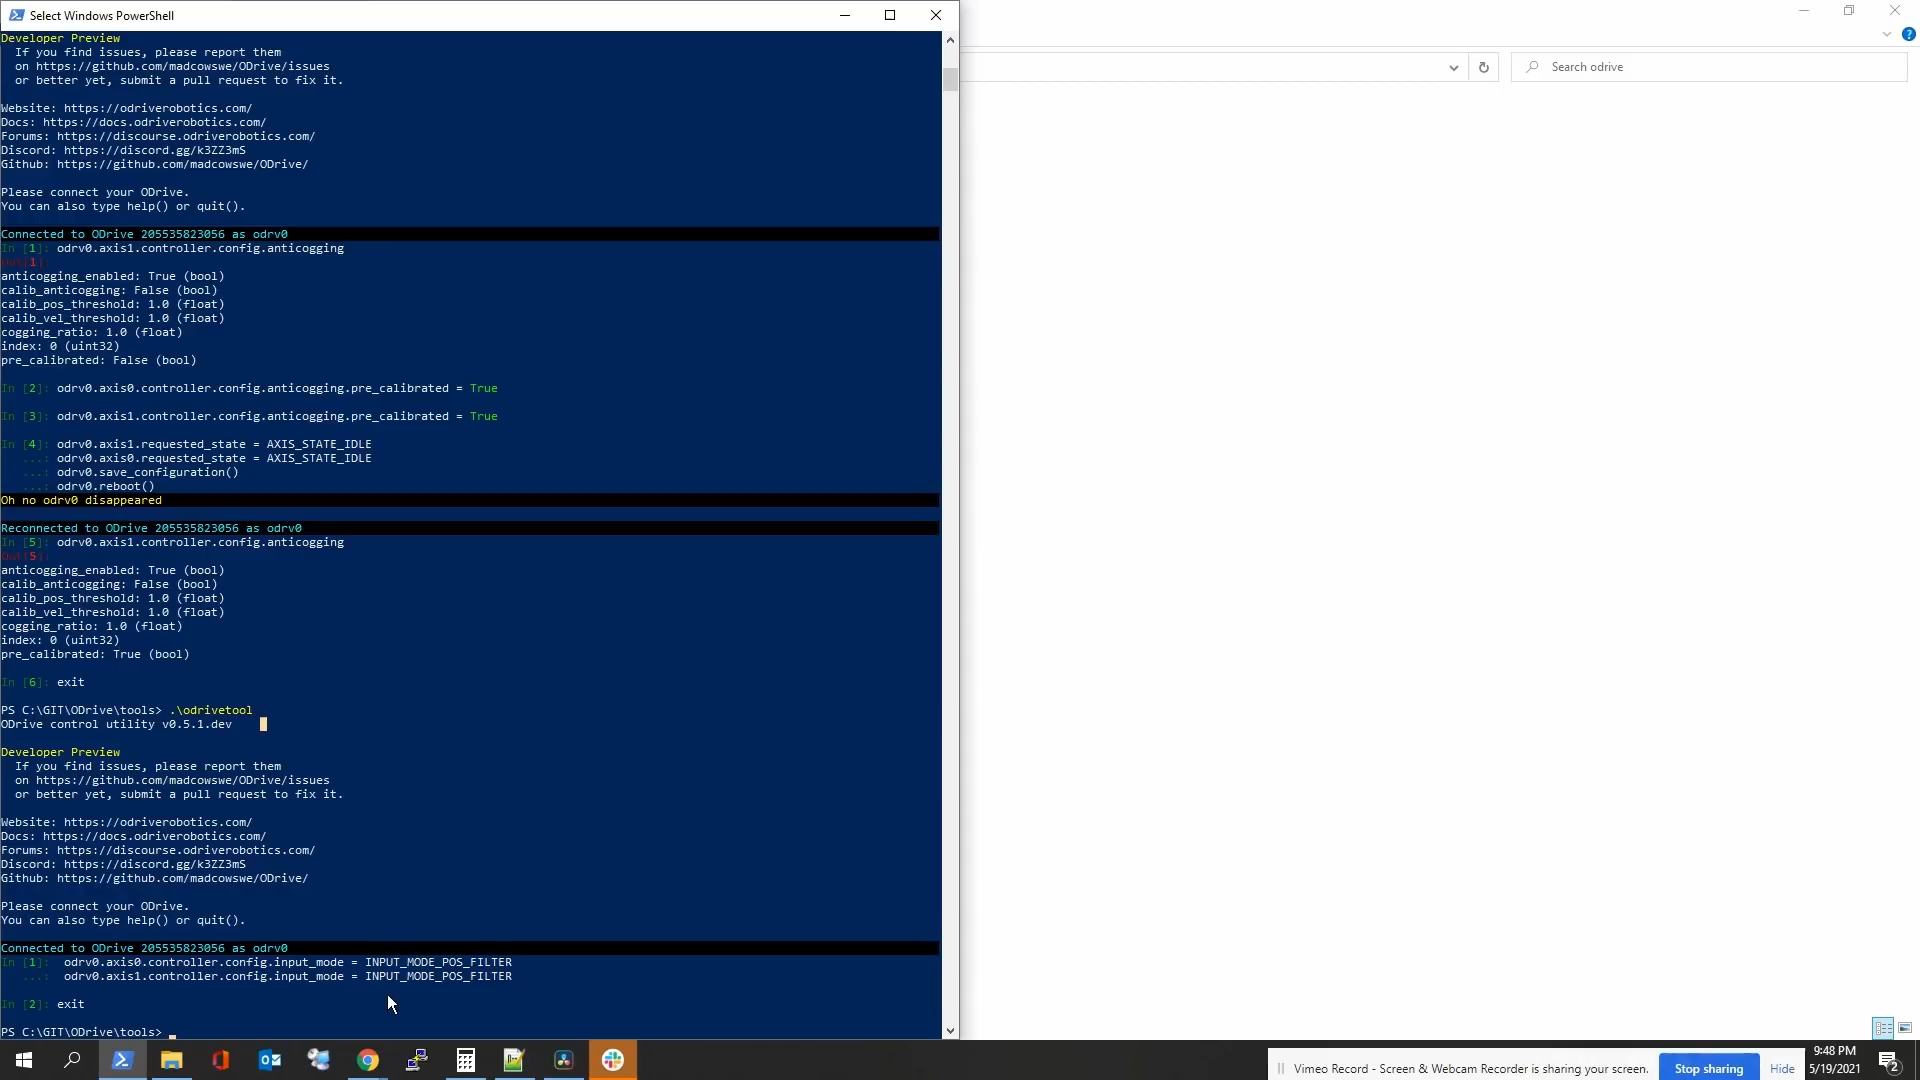 Select Windows PowerShell
Developer Preview
If you find issues, please report them
on https://github.com/madcowswe/ODrive/issues
or better yet, submit a pull request to fix it.
Website: https://odriverobotics.com/
Docs: https://docs.odriverobotics.com/
Forums: https://discourse.odriverobotics.com/
Discord: https://discord.gg/k3ZZ3mS
Github: https://github.com/madcowswe/ODrive/
Please connect your ODrive.
You can also type help() or quit().
Connected to ODrive 205535823056 as odrv0
In [1]: odrv0.axis1.controller.config.anticogging
Out[1]:
anticogging_enabled: True (bool)
calib_anticogging: False (bool)
calib_pos_threshold: 1.0 (float)
calib_vel_threshold: 1.0 (float)
cogging_ratio: 1.0 (float)
index: 0 (uint32)
pre_calibrated: False (bool)
In [2]: odrv0.axis0.controller.config.anticogging.pre_calibrated = True
In [3]: odrv0.axis1.controller.config.anticogging.pre_calibrated = True
In [4]: odrv0.axis1.requested_state = AXIS_STATE_IDLE
...: odrv0.axis0.requested_state = AXIS_STATE_IDLE
...: odrv0.save_configuration()
...: odrv0.reboot()
Oh no odrv0 disappeared
Reconnected to ODrive 205535823056 as odrv0
In [5]: odrv0.axis1.controller.config.anticogging
Out[5]:
anticogging_enabled: True (bool)
calib_anticogging: False (bool)
calib_pos_threshold: 1.0 (float)
calib_vel_threshold: 1.0 (float)
cogging_ratio: 1.0 (float)
index: 0 (uint32)
pre_calibrated: True (bool)
In [6]: exit
PS C:\GIT\ODrive\tools> .\odrivetool
ODrive control utility v0.5.1.dev
Developer Preview
If you find issues, please report them
on https://github.com/madcowswe/ODrive/issues
or better yet, submit a pull request to fix it.
Website: https://odriverobotics.com/
Docs: https://docs.odriverobotics.com/
Forums: https://discourse.odriverobotics.com/
Discord: https://discord.gg/k3ZZ3mS
Github: https://github.com/madcowswe/ODrive/
Please connect your ODrive.
You can also type help() or quit().
Connected to ODrive 205535823056 as odrv0
In [1]: odrv0.axis0.controller.config.input_mode = INPUT_MODE_POS_FILTER
...: odrv0.axis1.controller.config.input_mode = INPUT_MODE_POS_FILTER
In [2]: exit
PS C:\GIT\ODrive\tools> _
Search odrive
Vimeo Record - Screen & Webcam Recorder is sharing your screen.
Stop sharing
Hide
9:48 PM
5/19/2021
2